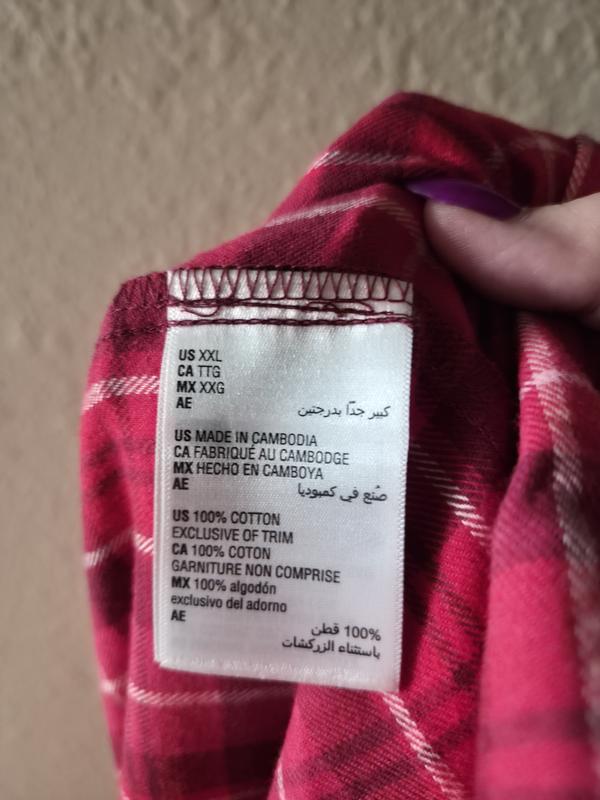 US XXL
CA TTG
MX XXG
AE كبير جدًا بدرجتين
US MADE IN CAMBODIA
CA FABRIQUÉ AU CAMBODGE
MX HECHO EN CAMBOYA
AE صُنع في كمبوديا
US 100% COTTON
EXCLUSIVE OF TRIM
CA 100% COTON
GARNITURE NON COMPRISE
MX 100% algodón
exclusivo del adorno
AE
100% قطن
باستثناء الزركشات